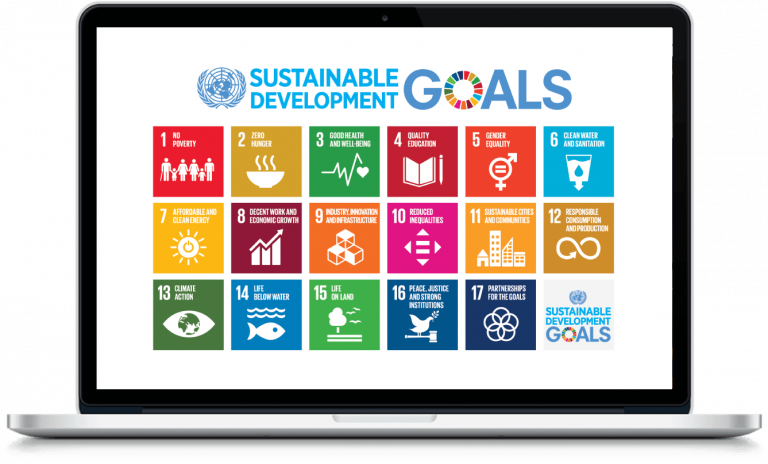 SUSTAINABLE
DEVELOPMENT
GOALS
1 NO
POVERTY
2 ZERO
HUNGER
3 GOOD HEALTH
AND WELL-BEING
4 QUALITY
EDUCATION
5 GENDER
EQUALITY
6 CLEAN WATER
AND SANITATION
7 AFFORDABLE AND
CLEAN ENERGY
8 DECENT WORK AND
ECONOMIC GROWTH
9 INDUSTRY, INNOVATION
AND INFRASTRUCTURE
10 REDUCED
INEQUALITIES
11 SUSTAINABLE CITIES
AND COMMUNITIES
12 RESPONSIBLE
CONSUMPTION
AND PRODUCTION
13 CLIMATE
ACTION
14 LIFE
BELOW WATER
15 LIFE
ON LAND
16 PEACE, JUSTICE
AND STRONG
INSTITUTIONS
17 PARTNERSHIPS
FOR THE GOALS
SUSTAINABLE
DEVELOPMENT
GOALS